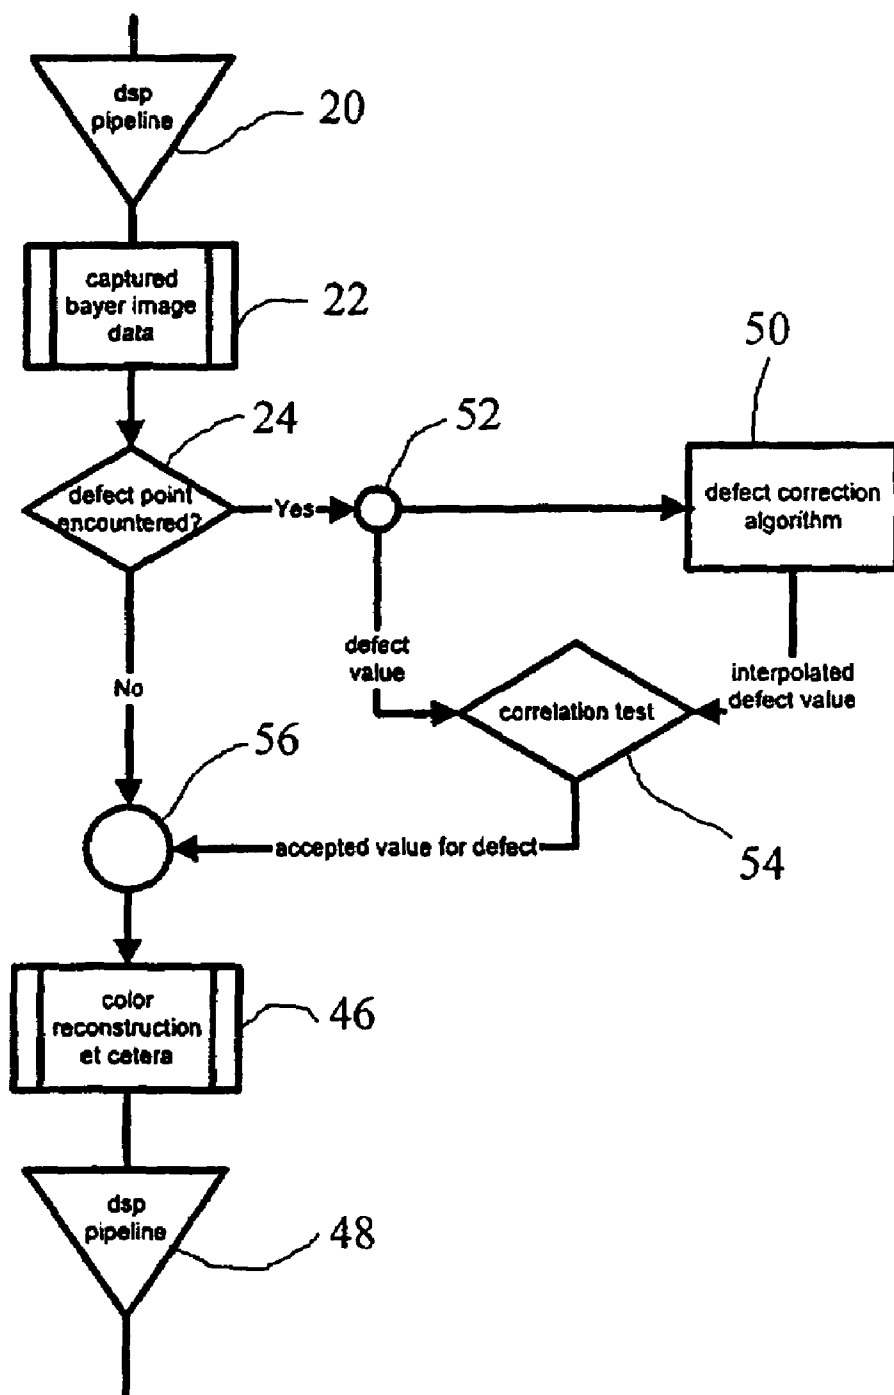 dsp
pipeline
20
captured
bayer image
data
22
24
defect point
encountered?
Yes
52
50
defect correction
algorithm
defect
value
interpolated
defect value
correlation test
54
No
56
accepted value for defect
color
reconstruction
et cetera
46
dsp
pipeline
48